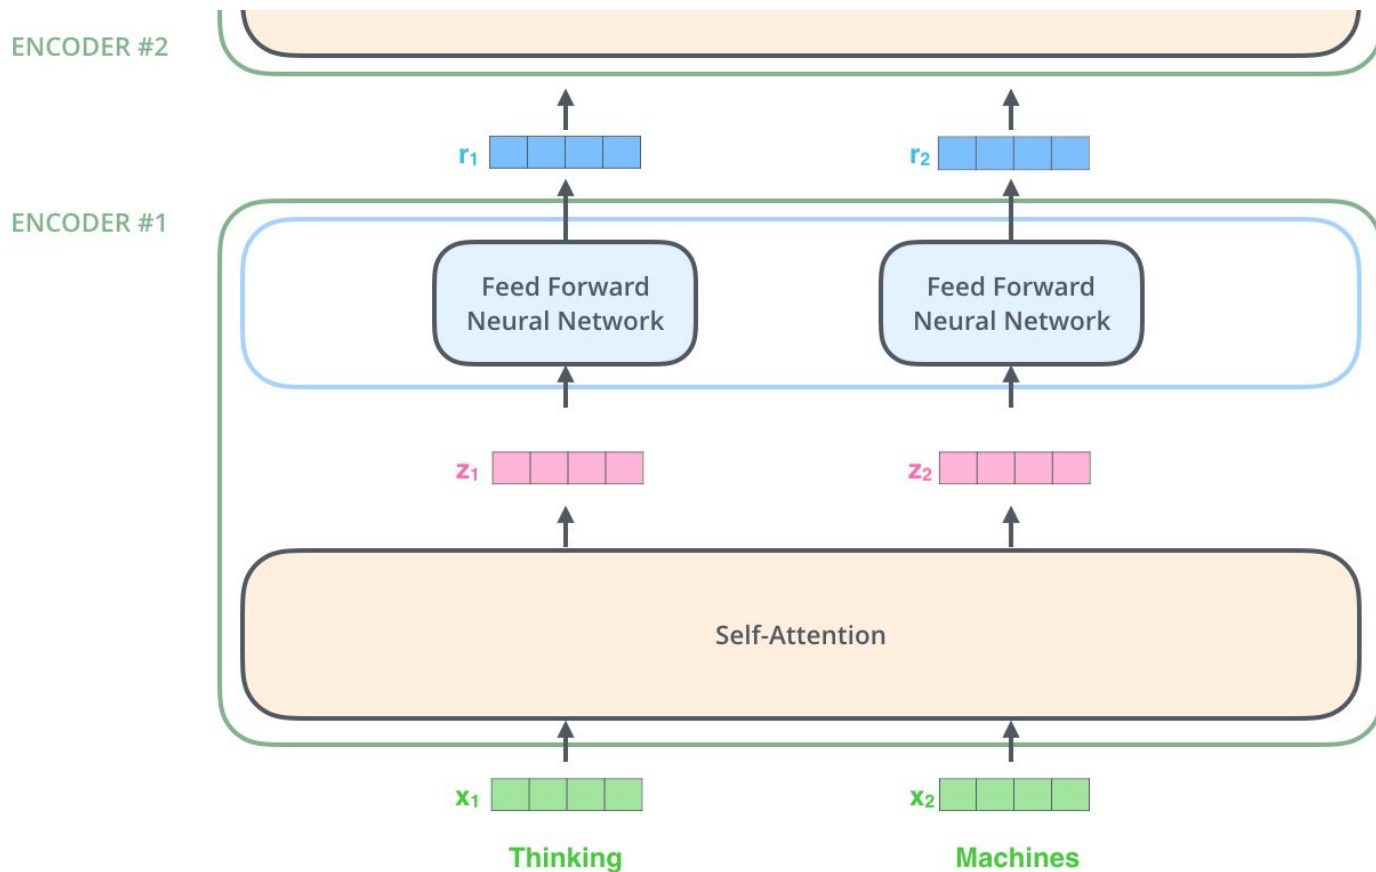 ENCODER #2
r₁
r₂
ENCODER #1
Feed Forward
Neural Network
Feed Forward
Neural Network
z₁
z₂
Self-Attention
x₁
x₂
Thinking
Machines